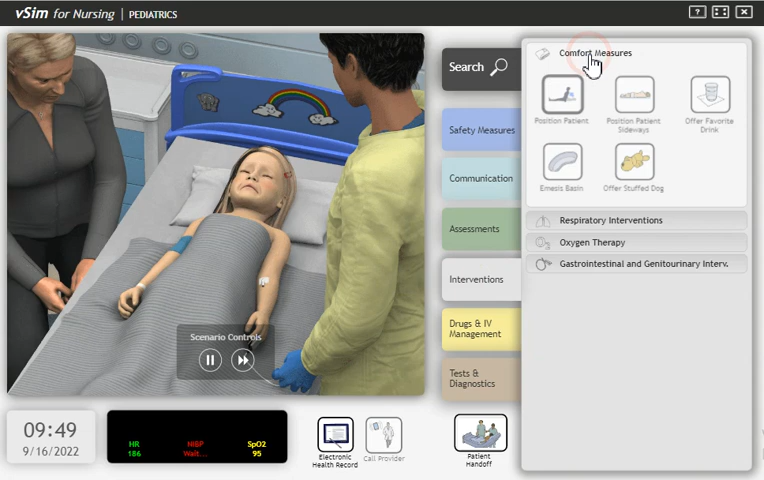 vSim for Nursing | PEDIATRICS
?
Search
Safety Measures
Communication
Assessments
Interventions
Drugs & IV
Management
Tests &
Diagnostics
Comfort Measures
Position Patient
Position Patient
Sideways
Offer Favorite
Drink
Emesis Basin
Offer Stuffed Dog
Respiratory Interventions
Oxygen Therapy
Gastrointestinal and Genitourinary Interv.
Scenario Controls
09:49
9/16/2022
HR
186
NIBP
Wait...
SpO2
95
Electronic
Health Record
Call Provider
Patient
Handoff